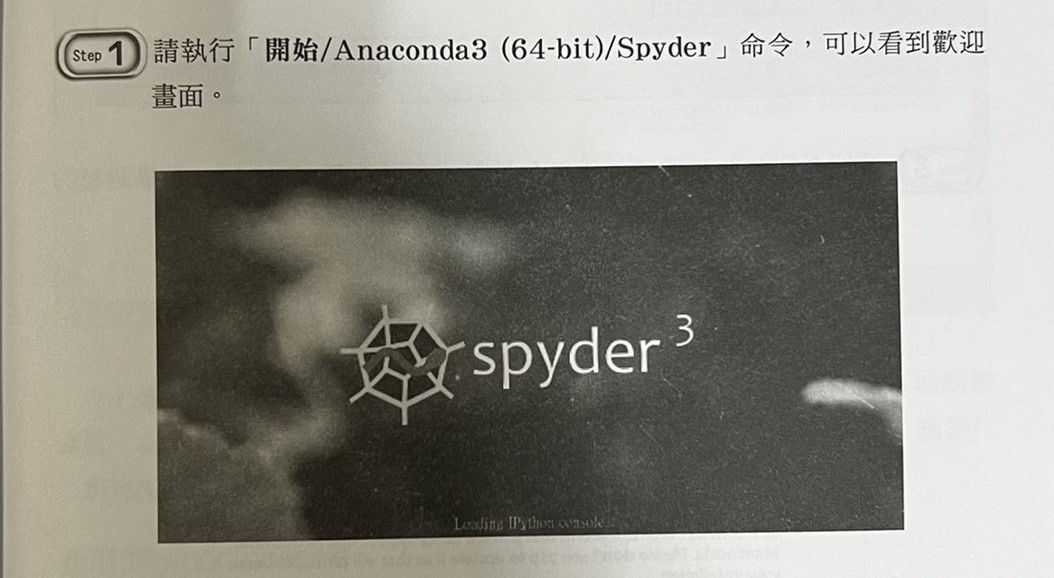 Step 1 請執行「開始/Anaconda3 (64-bit)/Spyder」命令，可以看到歡迎
畫面。
spyder 3
Loading IPython console...